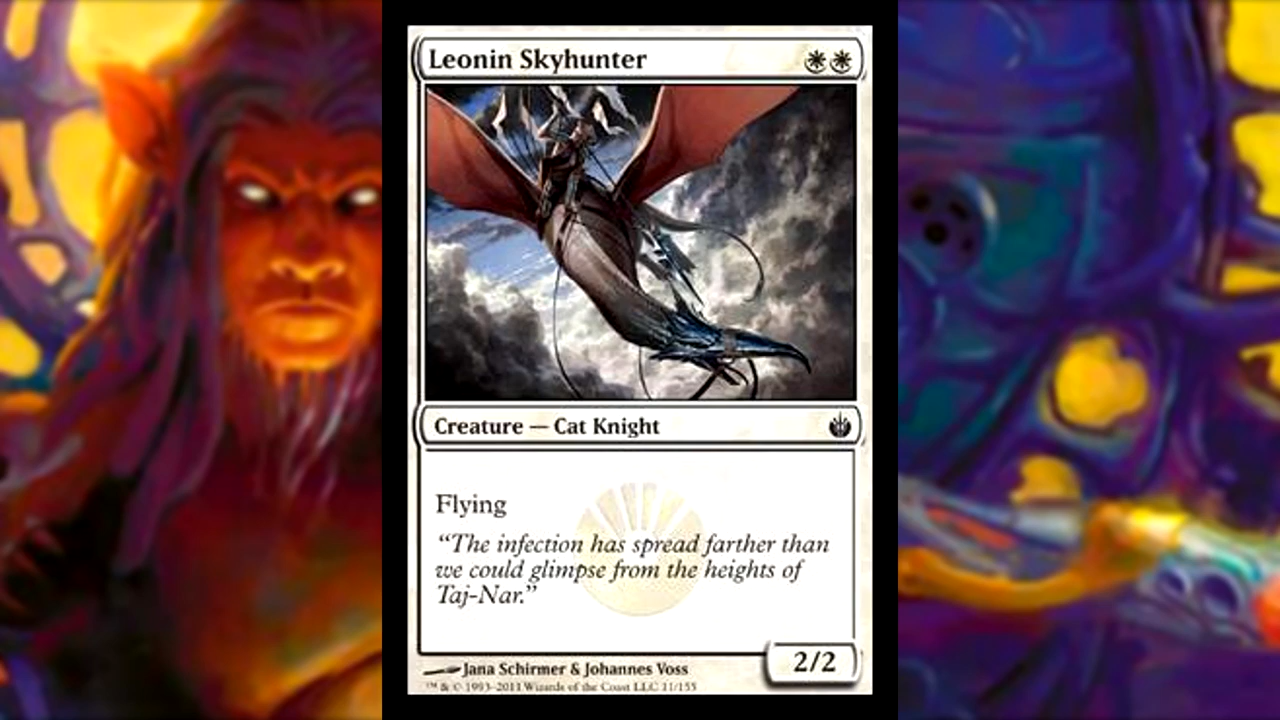 Leonin Skyhunter
Creature — Cat Knight
Flying
“The infection has spread farther than
we could glimpse from the heights of
Taj-Nar.”
2/2
Jana Schirmer & Johannes Voss
™ & © 1993–2011 Wizards of the Coast LLC 11/155